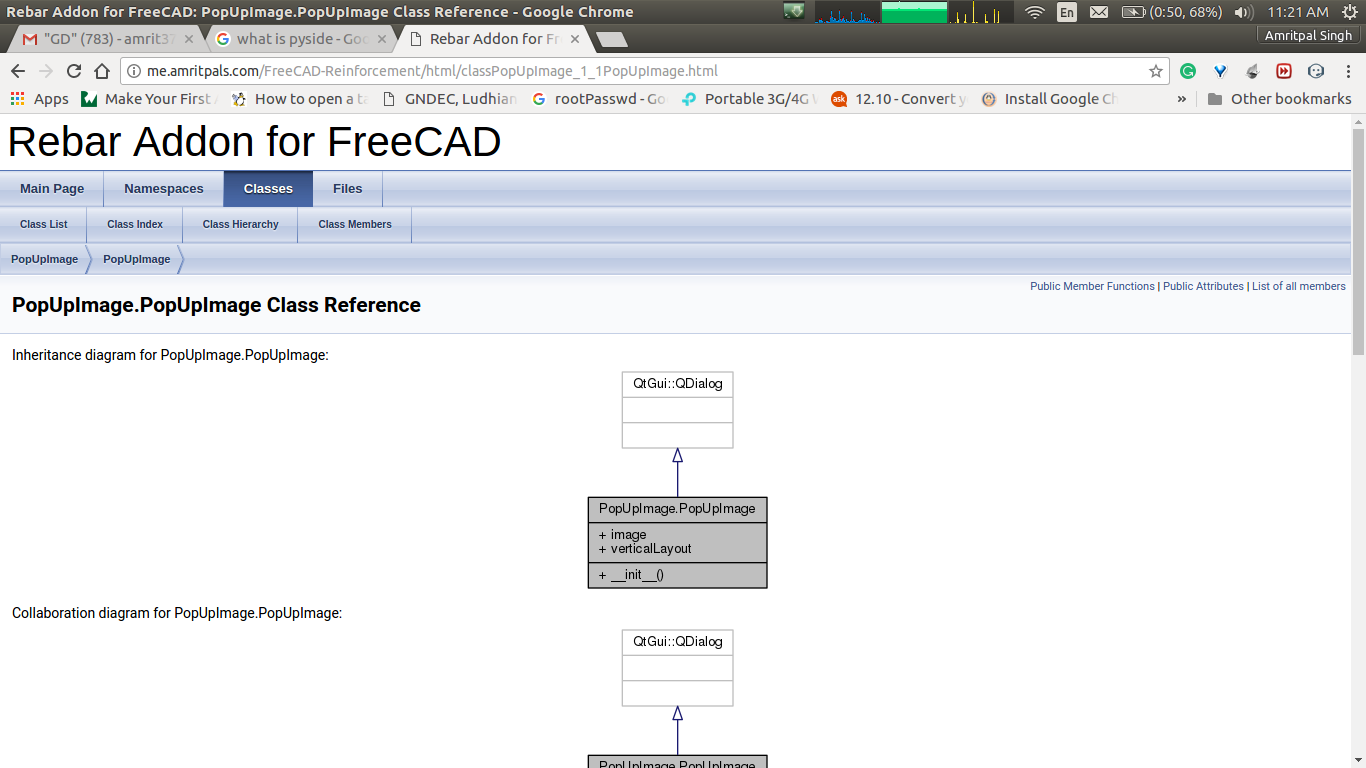 Rebar Addon for FreeCAD: PopUpImage.PopUpImage Class Reference - Google Chrome En (0:50, 68%) 11:21 AM
"GD" (783) - amrit37 what is pyside - Goo Rebar Addon for Fr Amritpal Singh
me.amritpals.com/FreeCAD-Reinforcement/html/classPopUpImage_1_1PopUpImage.html
Apps Make Your First How to open a ta GNDEC, Ludhian rootPasswd - Go Portable 3G/4G ask 12.10 - Convert y Install Google Ch » Other bookmarks
Rebar Addon for FreeCAD
Main Page Namespaces Classes Files
Class List Class Index Class Hierarchy Class Members
PopUpImage PopUpImage
Public Member Functions | Public Attributes | List of all members
PopUpImage.PopUpImage Class Reference
Inheritance diagram for PopUpImage.PopUpImage:
QtGui::QDialog
PopUpImage.PopUpImage
+ image
+ verticalLayout
+ __init__()
Collaboration diagram for PopUpImage.PopUpImage:
QtGui::QDialog
PopUpImage.PopUpImage